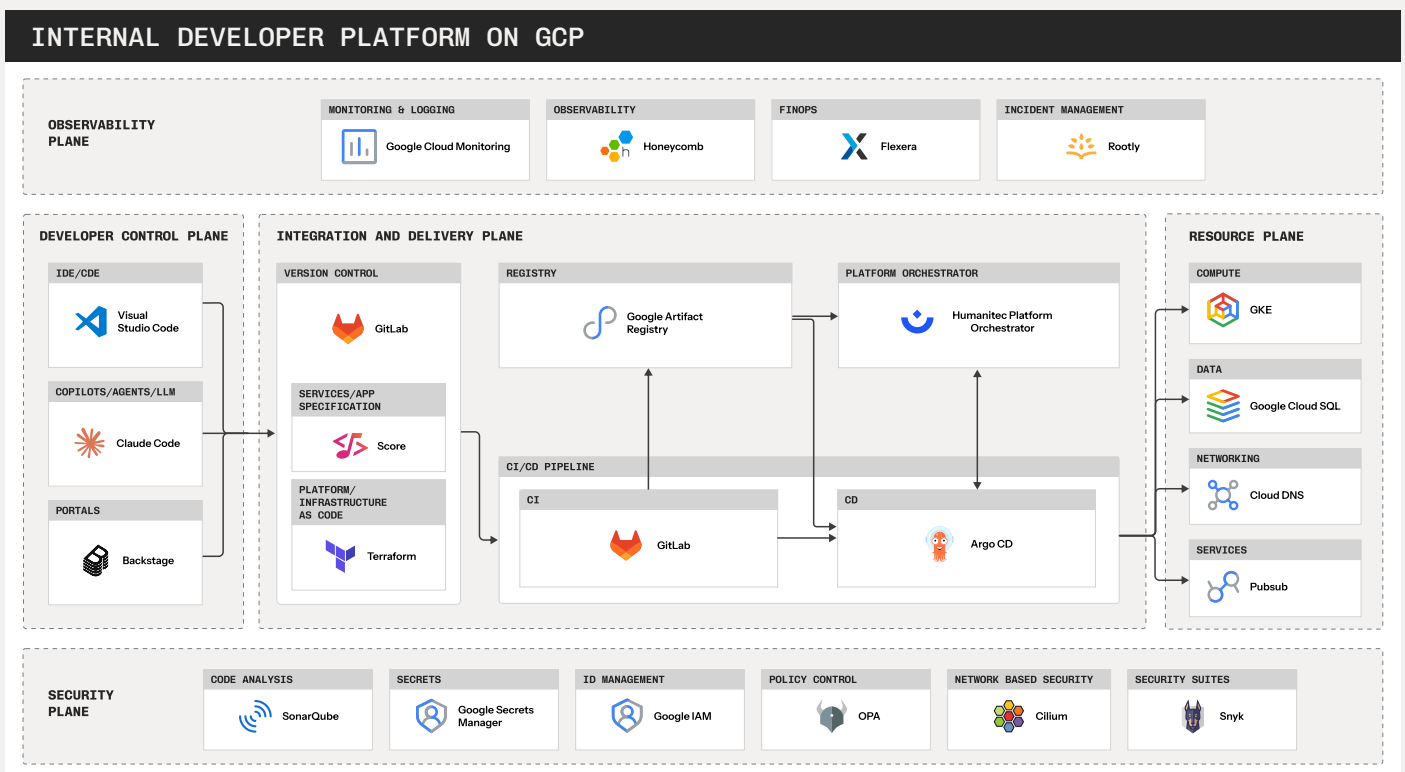 INTERNAL DEVELOPER PLATFORM ON GCP
OBSERVABILITY
PLANE
MONITORING & LOGGING
Google Cloud Monitoring
OBSERVABILITY
Honeycomb
FINOPS
Flexera
INCIDENT MANAGEMENT
Rootly
DEVELOPER CONTROL PLANE
IDE/CDE
Visual
Studio Code
COPILOTS/AGENTS/LLM
Claude Code
PORTALS
Backstage
INTEGRATION AND DELIVERY PLANE
VERSION CONTROL
GitLab
SERVICES/APP
SPECIFICATION
Score
PLATFORM/
INFRASTRUCTURE
AS CODE
Terraform
REGISTRY
Google Artifact
Registry
PLATFORM ORCHESTRATOR
Humanitec Platform
Orchestrator
CI/CD PIPELINE
CI
GitLab
CD
Argo CD
RESOURCE PLANE
COMPUTE
GKE
DATA
Google Cloud SQL
NETWORKING
Cloud DNS
SERVICES
Pubsub
SECURITY
PLANE
CODE ANALYSIS
SonarQube
SECRETS
Google Secrets
Manager
ID MANAGEMENT
Google IAM
POLICY CONTROL
OPA
NETWORK BASED SECURITY
Cilium
SECURITY SUITES
Snyk